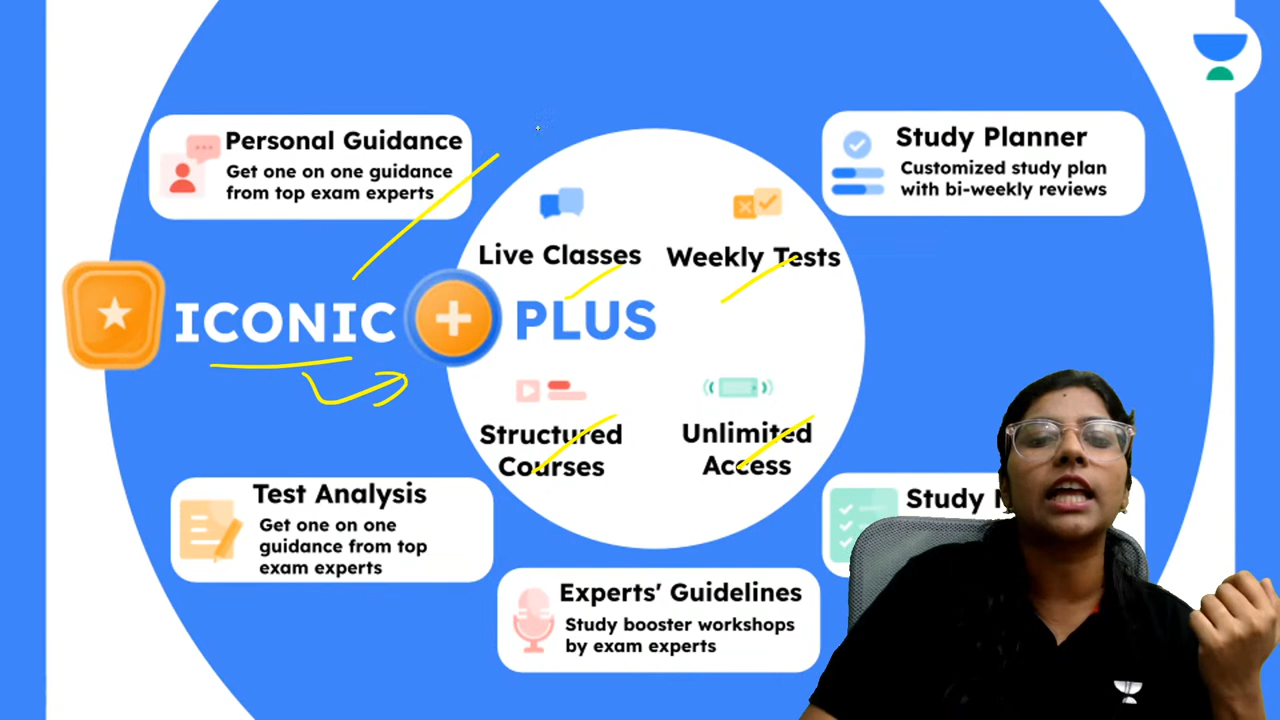 Personal Guidance
Get one on one guidance
from top exam experts
Study Planner
Customized study plan
with bi-weekly reviews
Live Classes
Weekly Tests
ICONIC
PLUS
Structured
Courses
Unlimited
Access
Test Analysis
Get one on one
guidance from top
exam experts
Study
Experts' Guidelines
Study booster workshops
by exam experts